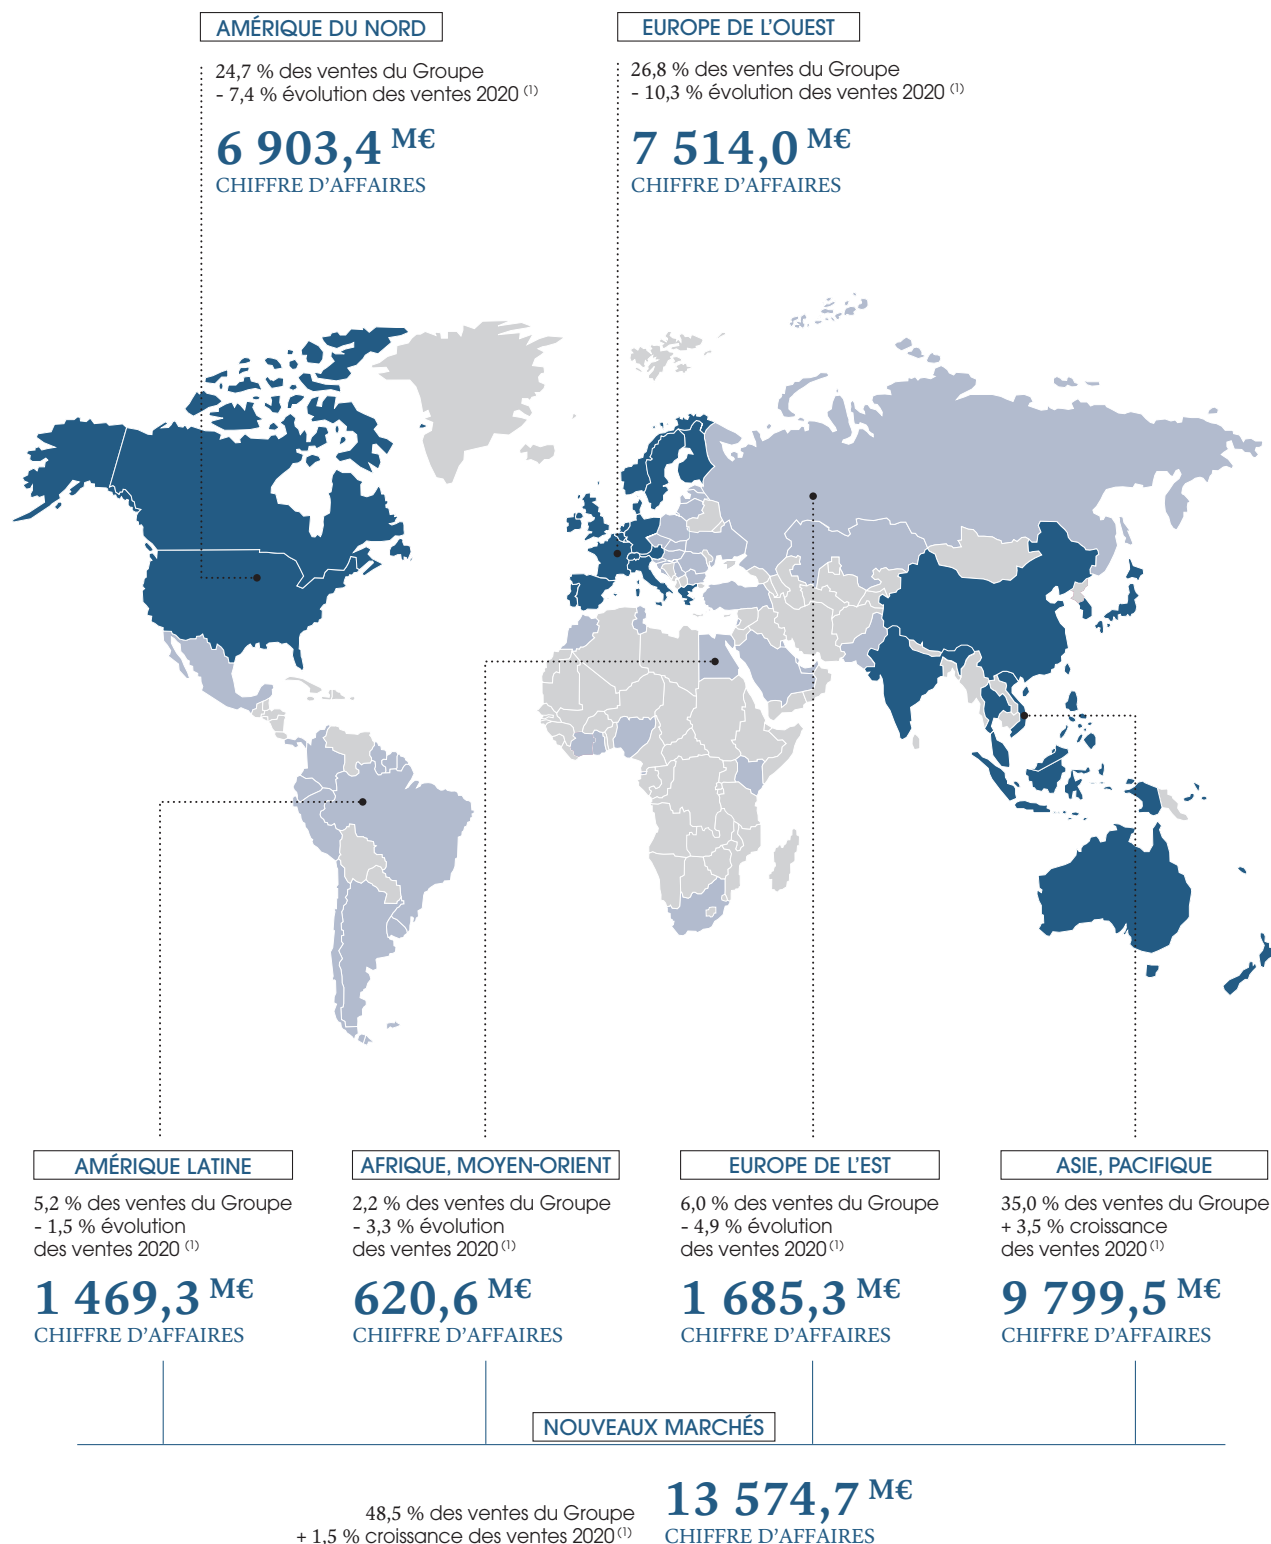 AMÉRIQUE DU NORD
24,7 % des ventes du Groupe
- 7,4 % évolution des ventes 2020 (1)
6 903,4 M€
CHIFFRE D’AFFAIRES
EUROPE DE L’OUEST
26,8 % des ventes du Groupe
- 10,3 % évolution des ventes 2020 (1)
7 514,0 M€
CHIFFRE D’AFFAIRES
AMÉRIQUE LATINE
5,2 % des ventes du Groupe
- 1,5 % évolution
des ventes 2020 (1)
1 469,3 M€
CHIFFRE D’AFFAIRES
AFRIQUE, MOYEN-ORIENT
2,2 % des ventes du Groupe
- 3,3 % évolution
des ventes 2020 (1)
620,6 M€
CHIFFRE D’AFFAIRES
EUROPE DE L’EST
6,0 % des ventes du Groupe
- 4,9 % évolution
des ventes 2020 (1)
1 685,3 M€
CHIFFRE D’AFFAIRES
ASIE, PACIFIQUE
35,0 % des ventes du Groupe
+ 3,5 % croissance
des ventes 2020 (1)
9 799,5 M€
CHIFFRE D’AFFAIRES
NOUVEAUX MARCHÉS
48,5 % des ventes du Groupe
+ 1,5 % croissance des ventes 2020 (1)
13 574,7 M€
CHIFFRE D’AFFAIRES